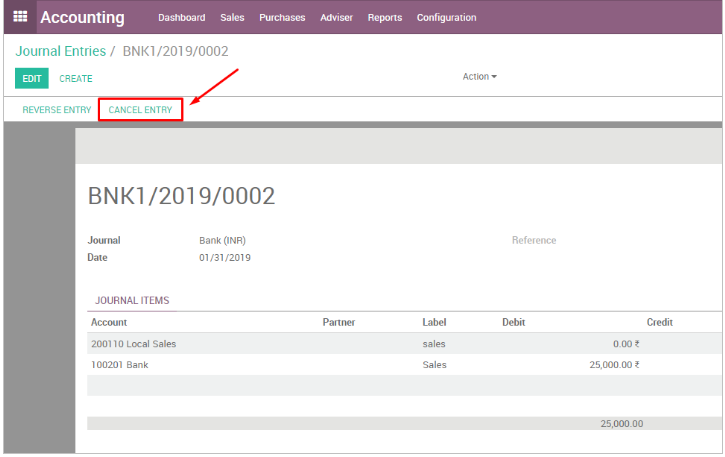 Accounting Dashboard Sales Purchases Adviser Reports Configuration
Journal Entries / BNK1/2019/0002
EDIT CREATE Action
REVERSE ENTRY CANCEL ENTRY
BNK1/2019/0002
Journal Bank (INR) Reference
Date 01/31/2019
JOURNAL ITEMS
Account Partner Label Debit Credit
200110 Local Sales sales 0.00 ₹
100201 Bank Sales 25,000.00 ₹
25,000.00